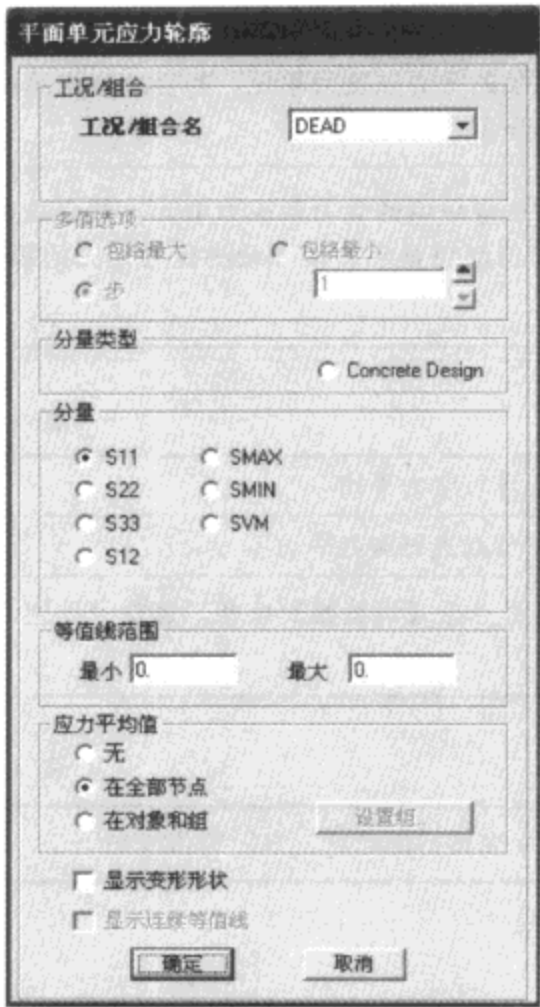 平面单元应力轮廓
工况/组合
工况/组合名 DEAD
多值选项
包络最大 包络最小
步 1
分量类型
Concrete Design
分量
S11 SMAX
S22 SMIN
S33 SVM
S12
等值线范围
最小 0. 最大 0.
应力平均值
无
在全部节点
在对象和组 设置组...
显示变形形状
显示连续等值线
确定 取消